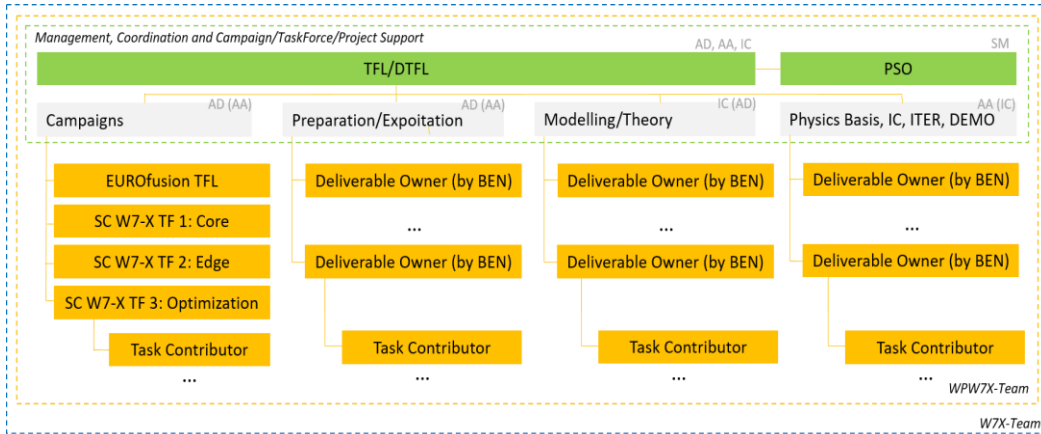 Management, Coordination and Campaign/TaskForce/Project Support
AD, AA, IC
SM
TFL/DTFL
PSO
AD (AA)
AD (AA)
IC (AD)
AA (IC)
Campaigns
Preparation/Expoitation
Modelling/Theory
Physics Basis, IC, ITER, DEMO
EUROfusion TFL
SC W7-X TF 1: Core
SC W7-X TF 2: Edge
SC W7-X TF 3: Optimization
Task Contributor
...
Deliverable Owner (by BEN)
...
Deliverable Owner (by BEN)
Task Contributor
...
Deliverable Owner (by BEN)
...
Deliverable Owner (by BEN)
Task Contributor
...
Deliverable Owner (by BEN)
...
Deliverable Owner (by BEN)
Task Contributor
...
WPW7X-Team
W7X-Team